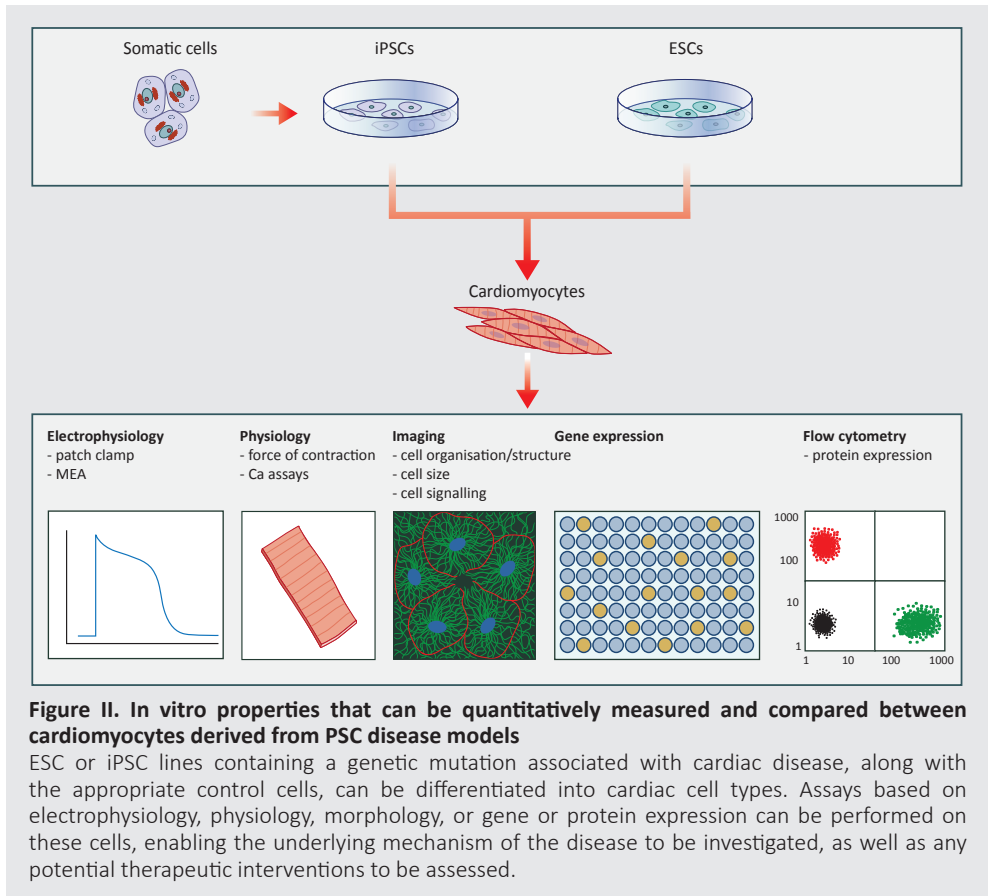 Somatic cells
iPSCs
ESCs
Cardiomyocytes
Electrophysiology
- patch clamp
- MEA
Physiology
- force of contraction
- Ca assays
Imaging
- cell organisation/structure
- cell size
- cell signalling
Gene expression
Flow cytometry
- protein expression
1000
100
10
1
1 10 100 1000
Figure II. In vitro properties that can be quantitatively measured and compared between
cardiomyocytes derived from PSC disease models
ESC or iPSC lines containing a genetic mutation associated with cardiac disease, along with
the appropriate control cells, can be differentiated into cardiac cell types. Assays based on
electrophysiology, physiology, morphology, or gene or protein expression can be performed on
these cells, enabling the underlying mechanism of the disease to be investigated, as well as any
potential therapeutic interventions to be assessed.